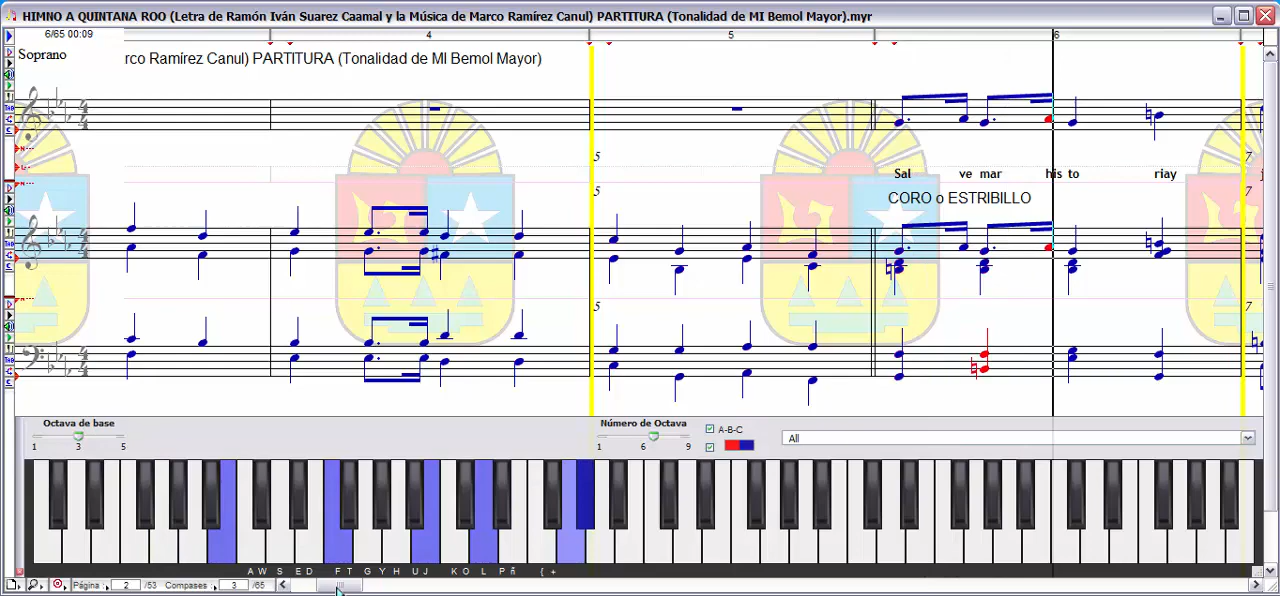 HIMNO A QUINTANA ROO (Letra de Ramón Iván Suarez Caamal y la Música de Marco Ramírez Canul) PARTITURA (Tonalidad de MI Bemol Mayor).myr
6/65 00:09
4
5
6
Soprano
rco Ramírez Canul) PARTITURA (Tonalidad de MI Bemol Mayor)
5
7
Sal ve mar his to riay
5
7
CORO o ESTRIBILLO
5
7
Octava de base
1 3 5
Número de Octava
1 6 9
A-B-C
All
A W S E D F T G Y H U J K O L P ñ { +
Página: 2 /53 Compases: 3 /65